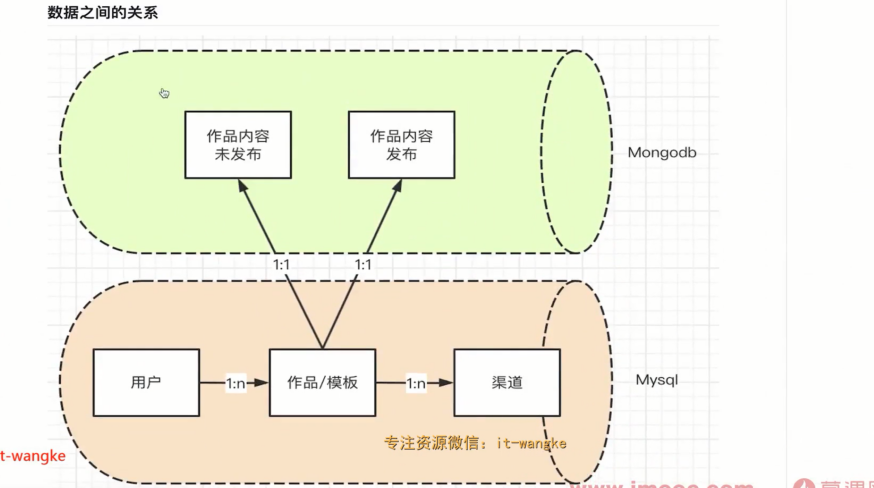 数据之间的关系
作品内容
未发布
作品内容
发布
Mongodb
1:1
1:1
用户
1:n
作品/模板
1:n
渠道
Mysql
专注资源微信：it-wangke
t-wangke